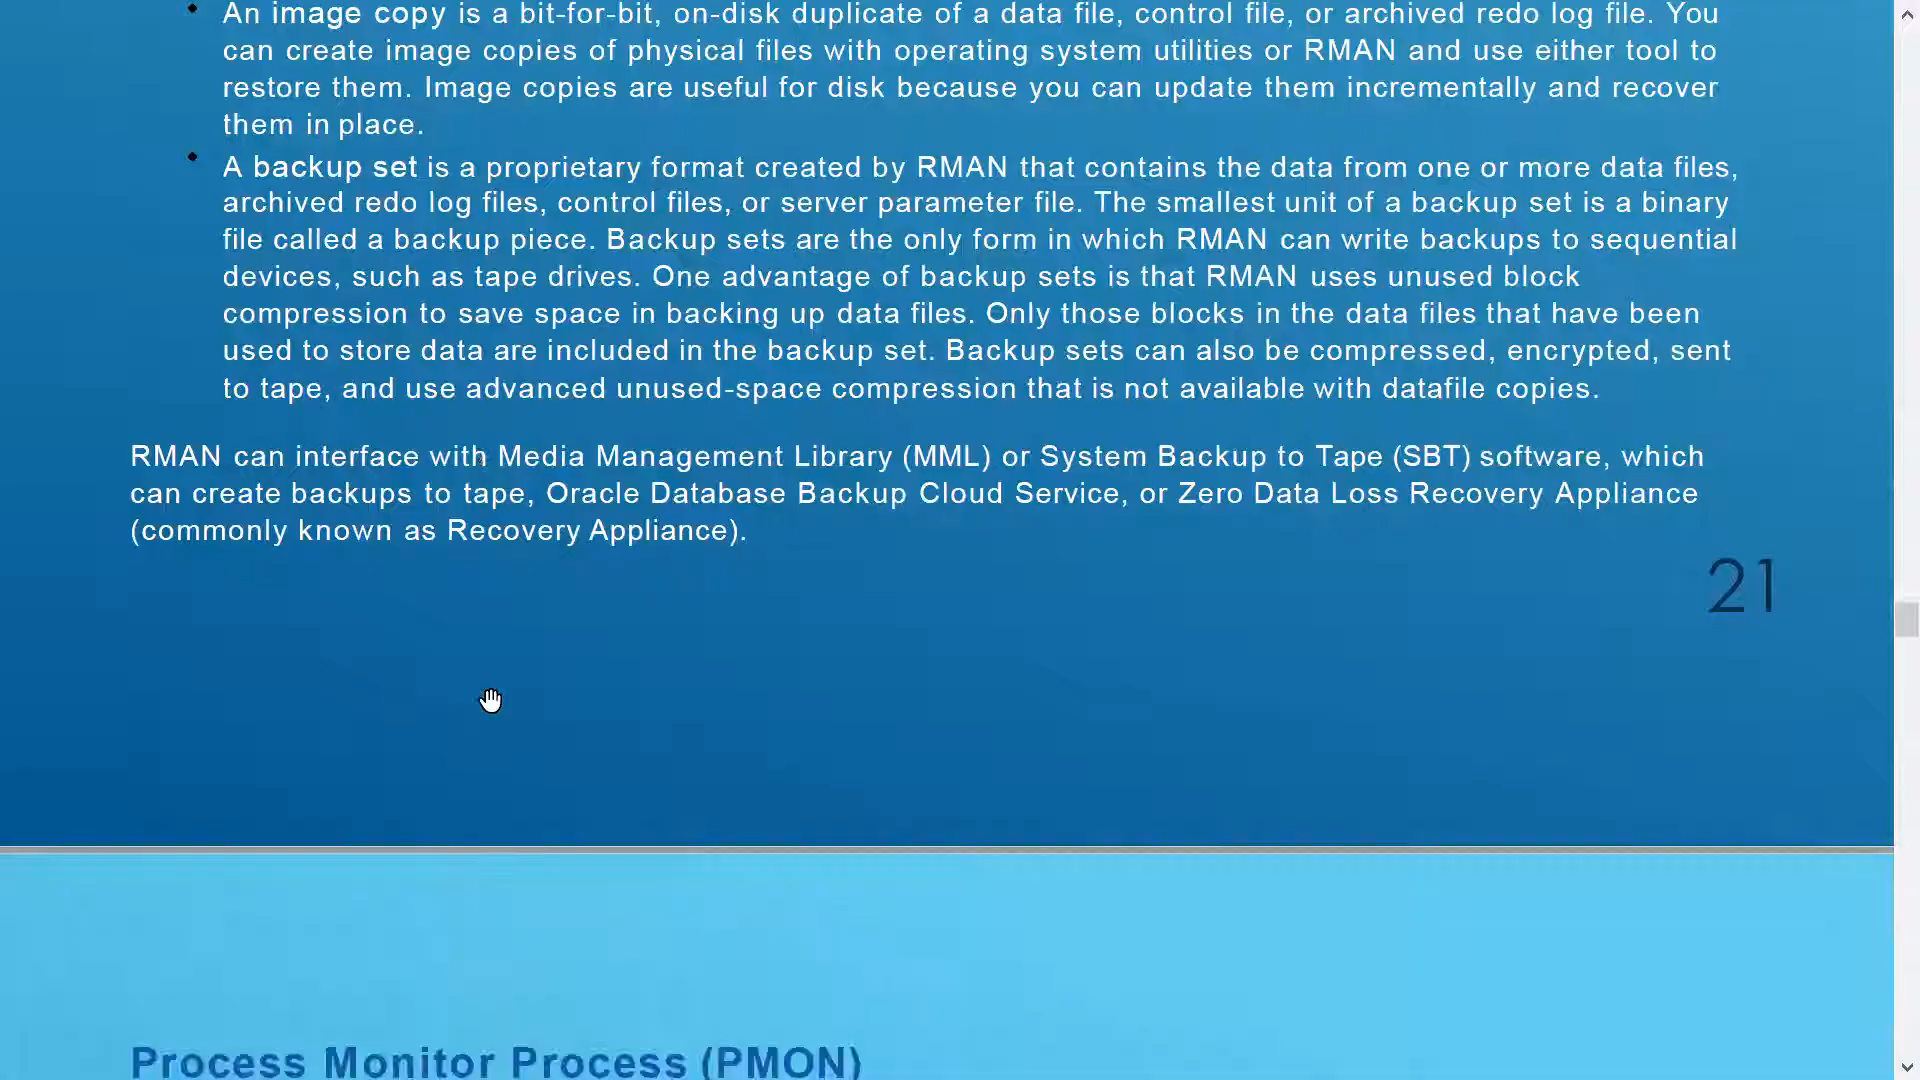 • An image copy is a bit-for-bit, on-disk duplicate of a data file, control file, or archived redo log file. You
can create image copies of physical files with operating system utilities or RMAN and use either tool to
restore them. Image copies are useful for disk because you can update them incrementally and recover
them in place.
• A backup set is a proprietary format created by RMAN that contains the data from one or more data files,
archived redo log files, control files, or server parameter file. The smallest unit of a backup set is a binary
file called a backup piece. Backup sets are the only form in which RMAN can write backups to sequential
devices, such as tape drives. One advantage of backup sets is that RMAN uses unused block
compression to save space in backing up data files. Only those blocks in the data files that have been
used to store data are included in the backup set. Backup sets can also be compressed, encrypted, sent
to tape, and use advanced unused-space compression that is not available with datafile copies.
RMAN can interface with Media Management Library (MML) or System Backup to Tape (SBT) software, which
can create backups to tape, Oracle Database Backup Cloud Service, or Zero Data Loss Recovery Appliance
(commonly known as Recovery Appliance).
21
Process Monitor Process (PMON)